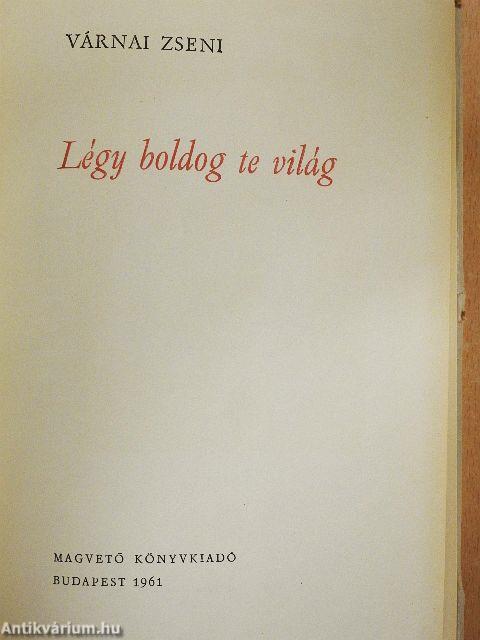 VÁRNAI ZSENI
Légy boldog te világ
MAGVETŐ KÖNYVKIADÓ
BUDAPEST 1961
Antikvárium.hu